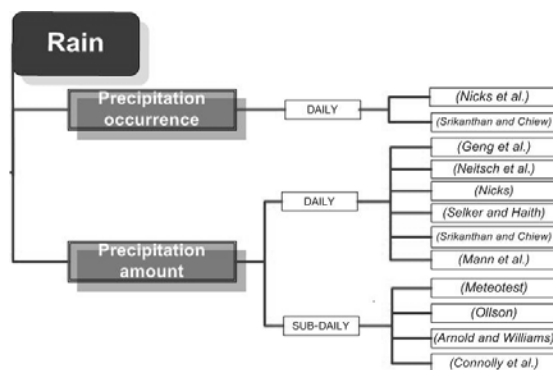 Rain
Precipitation
occurrence
DAILY
(Nicks et al.)
(Srikanthan and Chiew)
Precipitation
amount
DAILY
(Geng et al.)
(Neitsch et al.)
(Nicks)
(Selker and Haith)
(Srikanthan and Chiew)
(Mann et al.)
SUB-DAILY
(Meteotest)
(Ollson)
(Arnold and Williams)
(Connolly et al.)